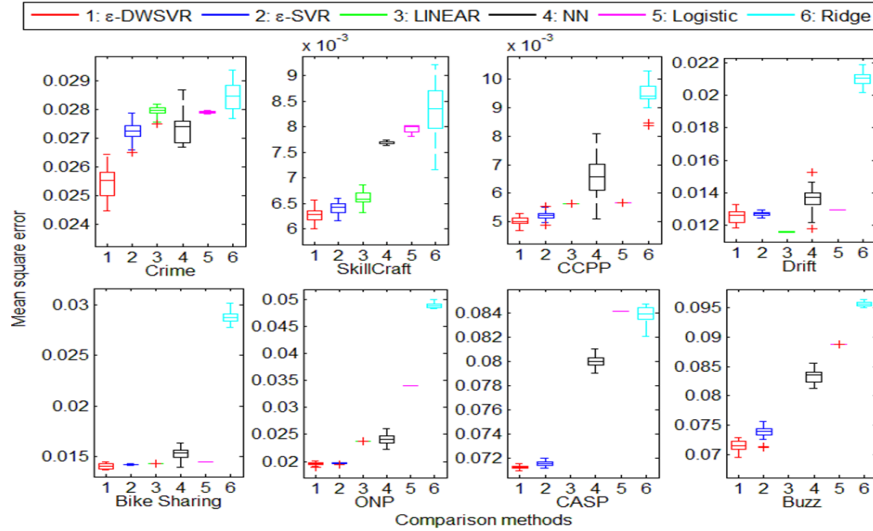 1: ε-DWSVR 2: ε-SVR 3: LINEAR 4: NN 5: Logistic 6: Ridge
Mean square error
0.029
0.028
0.027
0.026
0.025
0.024
1 2 3 4 5 6
Crime
x 10⁻³
9
8.5
8
7.5
7
6.5
6
1 2 3 4 5 6
SkillCraft
x 10⁻³
10
9
8
7
6
5
1 2 3 4 5 6
CCPP
0.022
0.02
0.018
0.016
0.014
0.012
1 2 3 4 5 6
Drift
0.03
0.025
0.02
0.015
1 2 3 4 5 6
Bike Sharing
0.05
0.045
0.04
0.035
0.03
0.025
0.02
1 2 3 4 5 6
ONP
0.084
0.082
0.08
0.078
0.076
0.074
0.072
1 2 3 4 5 6
CASP
0.095
0.09
0.085
0.08
0.075
0.07
1 2 3 4 5 6
Buzz
Comparison methods